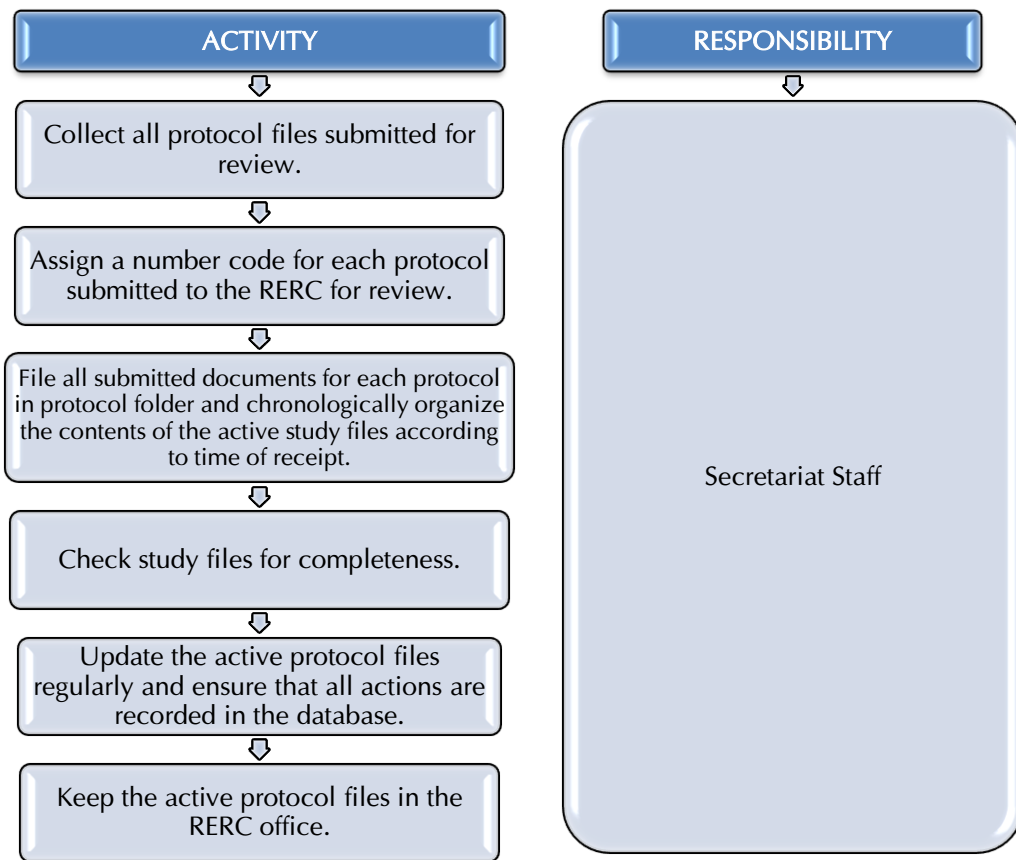 ACTIVITY
Collect all protocol files submitted for
review.
Assign a number code for each protocol
submitted to the RERC for review.
File all submitted documents for each protocol
in protocol folder and chronologically organize
the contents of the active study files according
to time of receipt.
Check study files for completeness.
Update the active protocol files
regularly and ensure that all actions are
recorded in the database.
Keep the active protocol files in the
RERC office.
RESPONSIBILITY
Secretariat Staff